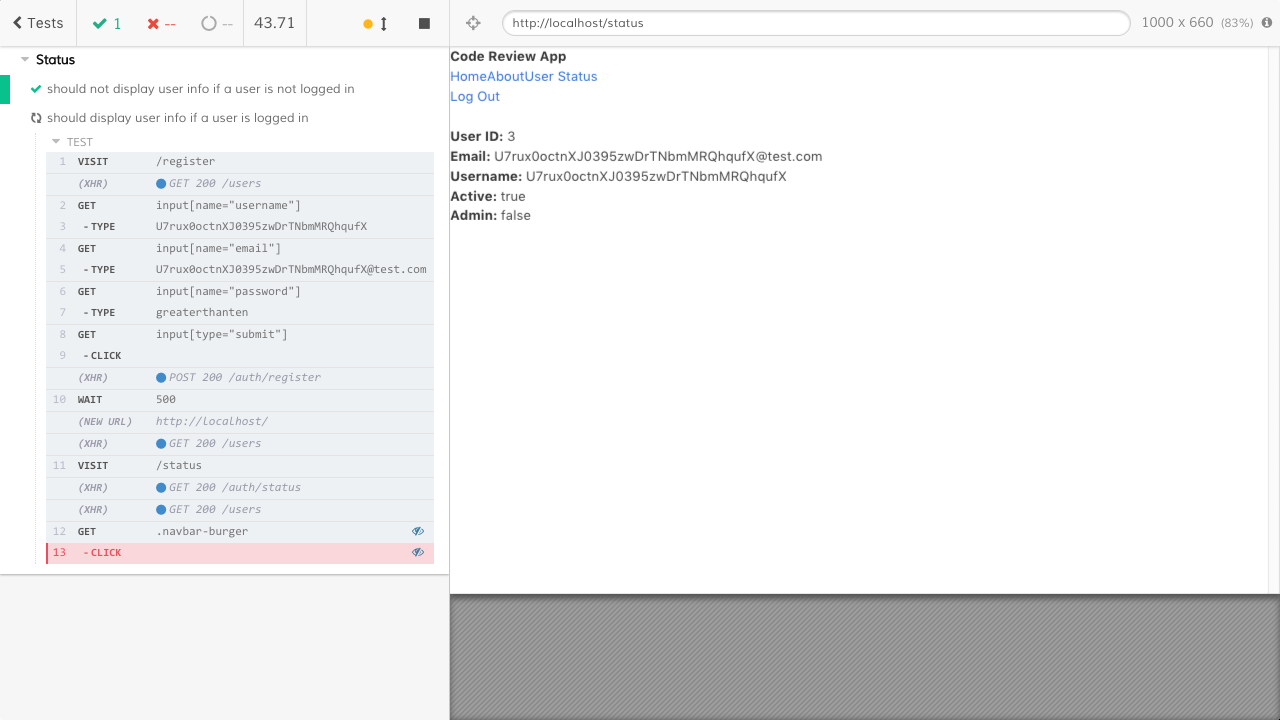 Tests 1 -- -- 43.71
http://localhost/status 1000 x 660 (83%)
Status
should not display user info if a user is not logged in
should display user info if a user is logged in
TEST
1 VISIT /register
(XHR) GET 200 /users
2 GET input[name="username"]
3 - TYPE U7rux0octnXJ0395zwDrTNbmMRQhqufX
4 GET input[name="email"]
5 - TYPE U7rux0octnXJ0395zwDrTNbmMRQhqufX@test.com
6 GET input[name="password"]
7 - TYPE greaterthanten
8 GET input[type="submit"]
9 - CLICK
(XHR) POST 200 /auth/register
10 WAIT 500
(NEW URL) http://localhost/
(XHR) GET 200 /users
11 VISIT /status
(XHR) GET 200 /auth/status
(XHR) GET 200 /users
12 GET .navbar-burger
13 - CLICK
Code Review App
HomeAboutUser Status
Log Out
User ID: 3
Email: U7rux0octnXJ0395zwDrTNbmMRQhqufX@test.com
Username: U7rux0octnXJ0395zwDrTNbmMRQhqufX
Active: true
Admin: false